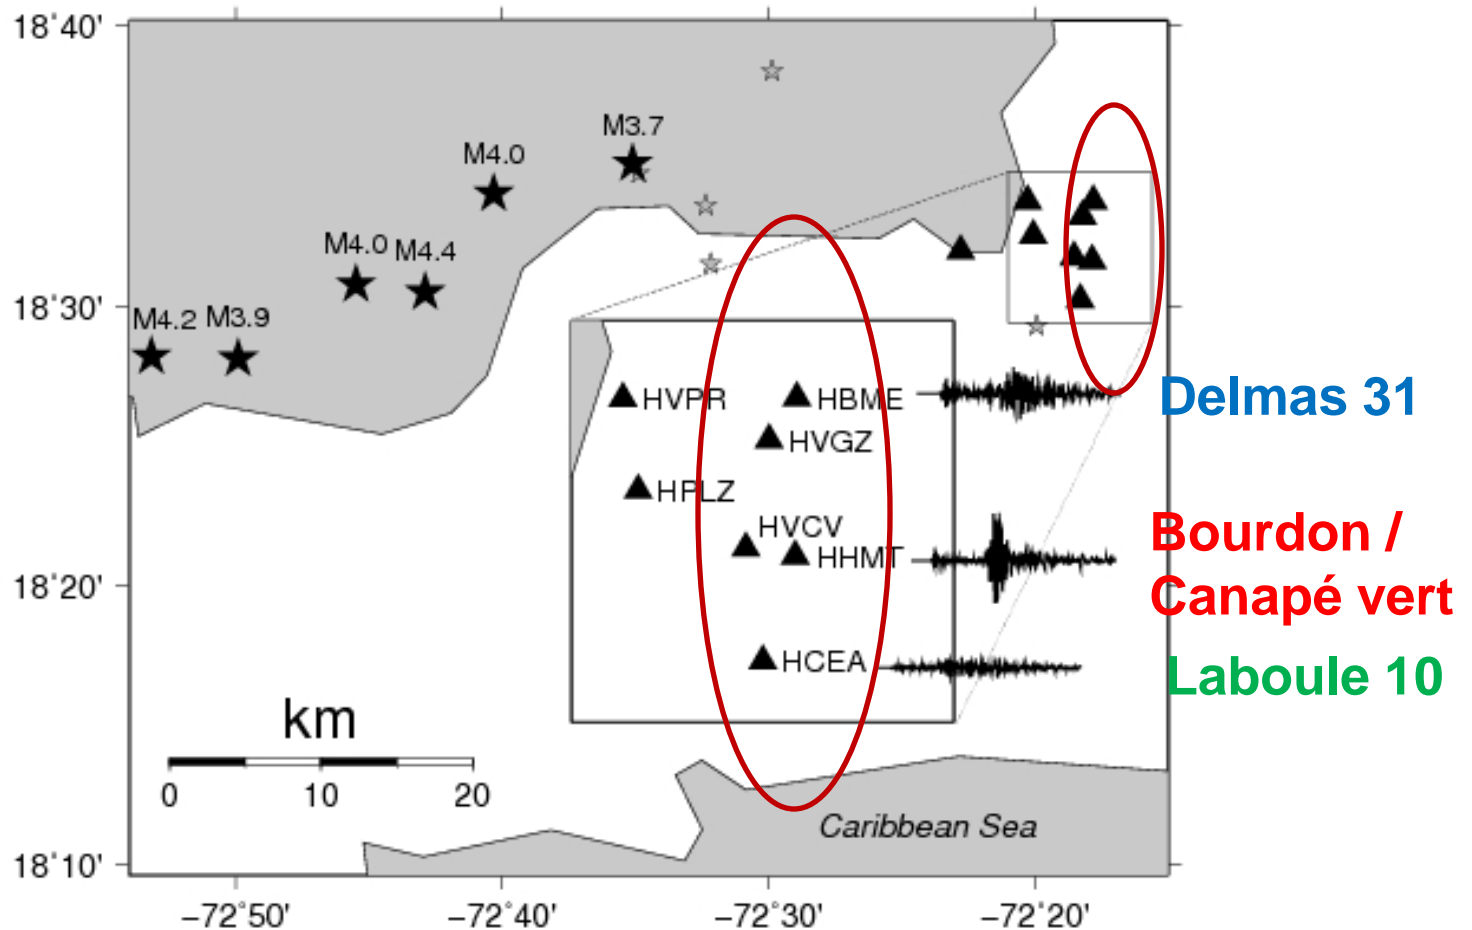 18°40'
M3.7
M4.0
M4.0
M4.4
18°30'
M4.2
M3.9
HVPR
HBME
Delmas 31
HVGZ
HPLZ
HVCV
HHMT
Bourdon /
Canapé vert
18°20'
HCEA
Laboule 10
km
0
10
20
Caribbean Sea
18°10'
−72°50'
−72°40'
−72°30'
−72°20'